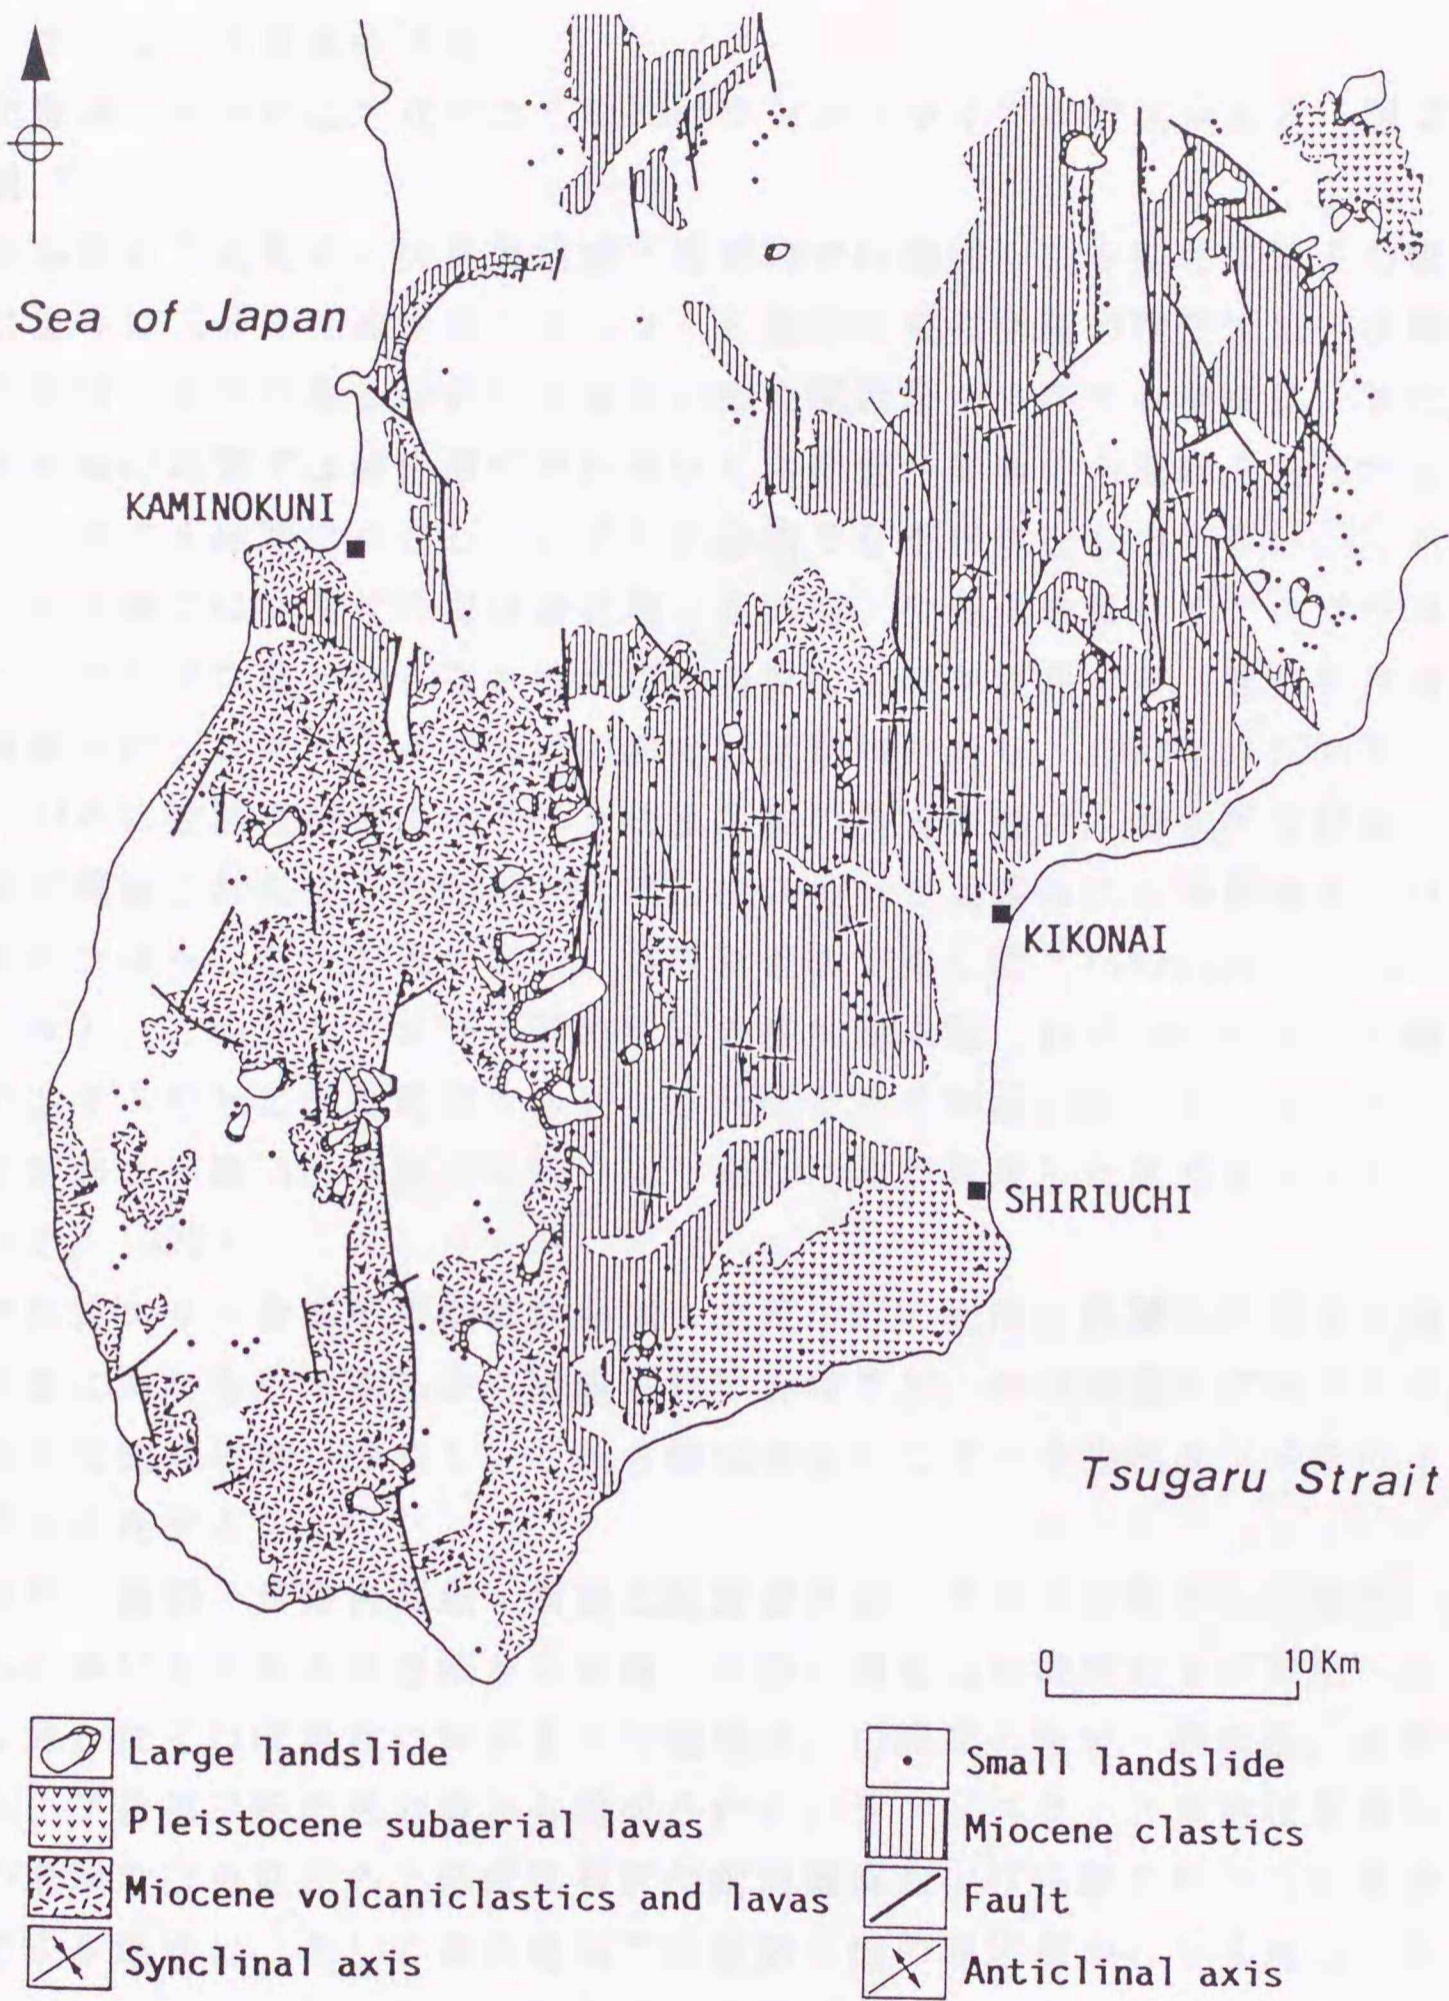 Sea of Japan
KAMINOKUNI
KIKONAI
SHIRIUCHI
Tsugaru Strait
0 10 Km
Large landslide
Pleistocene subaerial lavas
Miocene volcaniclastics and lavas
Synclinal axis
Small landslide
Miocene clastics
Fault
Anticlinal axis